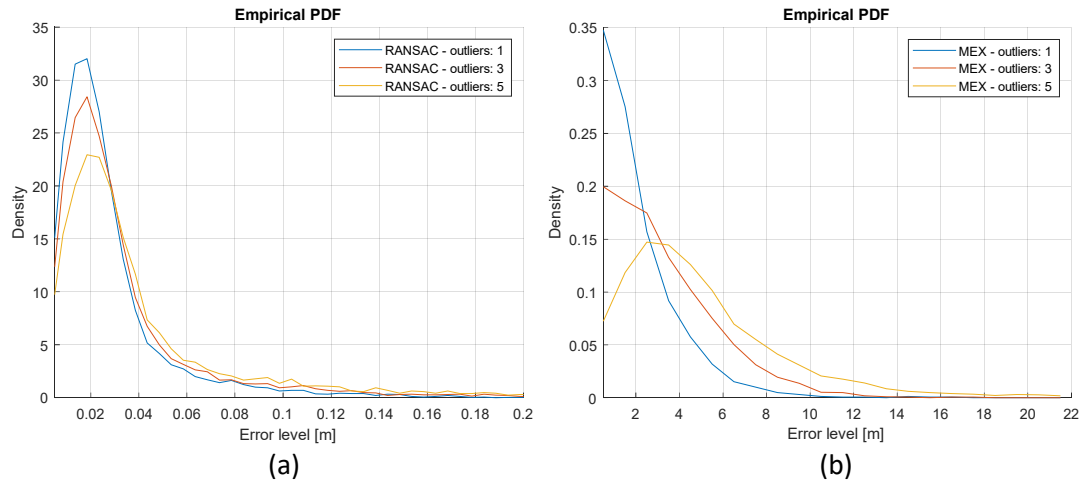 Empirical PDF
35
30
25
20
15
10
5
0
Density
RANSAC - outliers: 1
RANSAC - outliers: 3
RANSAC - outliers: 5
0.02 0.04 0.06 0.08 0.1 0.12 0.14 0.16 0.18 0.2
Error level [m]
(a)
Empirical PDF
0.35
0.3
0.25
0.2
0.15
0.1
0.05
0
Density
MEX - outliers: 1
MEX - outliers: 3
MEX - outliers: 5
2 4 6 8 10 12 14 16 18 20 22
Error level [m]
(b)